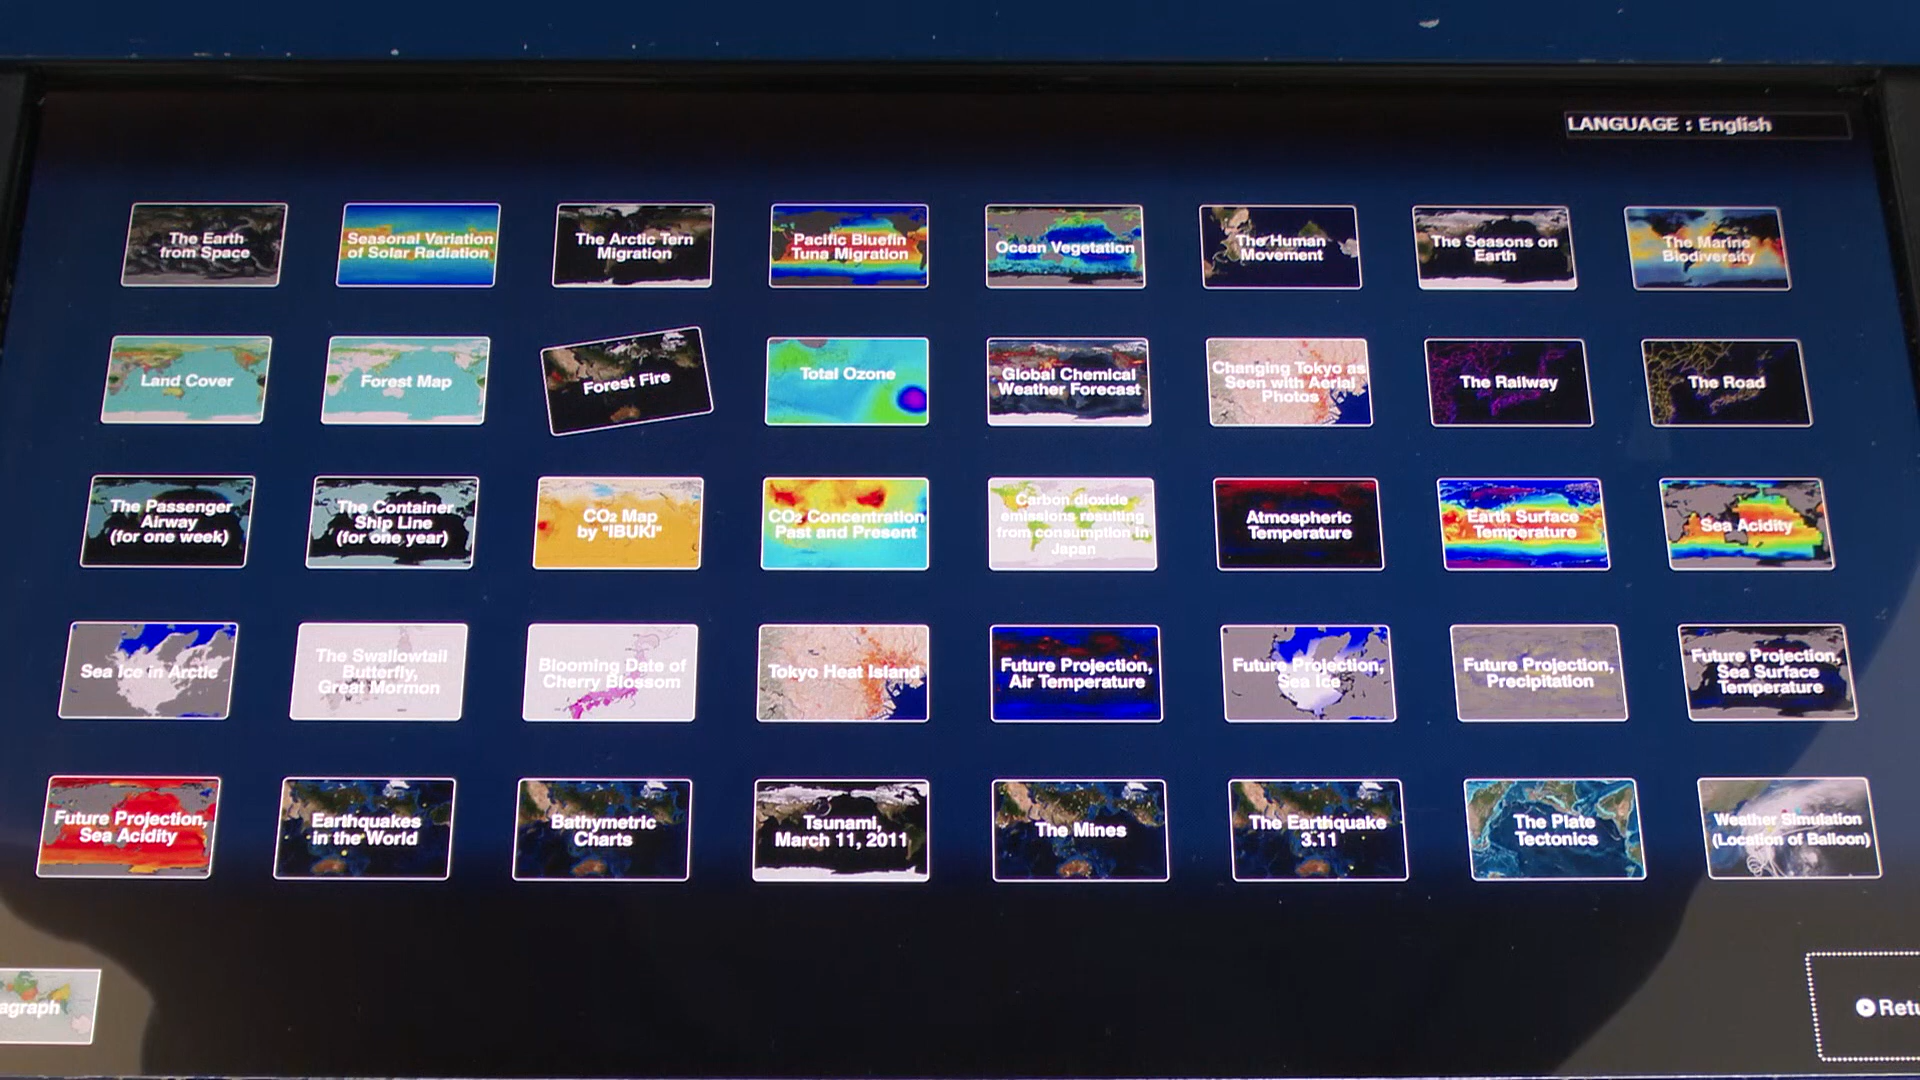 LANGUAGE : English
The Earth
from Space
Seasonal Variation
of Solar Radiation
The Arctic Tern
Migration
Pacific Bluefin
Tuna Migration
Ocean Vegetation
The Human
Movement
The Seasons on
Earth
The Marine
Biodiversity
Land Cover
Forest Map
Forest Fire
Total Ozone
Global Chemical
Weather Forecast
Changing Tokyo as
Seen with Aerial
Photos
The Railway
The Road
The Passenger
Airway
(for one week)
The Container
Ship Line
(for one year)
CO₂ Map
by "IBUKI"
CO₂ Concentration
Past and Present
Carbon dioxide
emissions resulting
from consumption in
Japan
Atmospheric
Temperature
Earth Surface
Temperature
Sea Acidity
Sea Ice in Arctic
The Swallowtail
Butterfly,
Great Mormon
Blooming Date of
Cherry Blossom
Tokyo Heat Island
Future Projection,
Air Temperature
Future Projection,
Sea Ice
Future Projection,
Precipitation
Future Projection,
Sea Surface
Temperature
Future Projection,
Sea Acidity
Earthquakes
in the World
Bathymetric
Charts
Tsunami,
March 11, 2011
The Mines
The Earthquake
3.11
The Plate
Tectonics
Weather Simulation
(Location of Balloon)
agraph
Retu